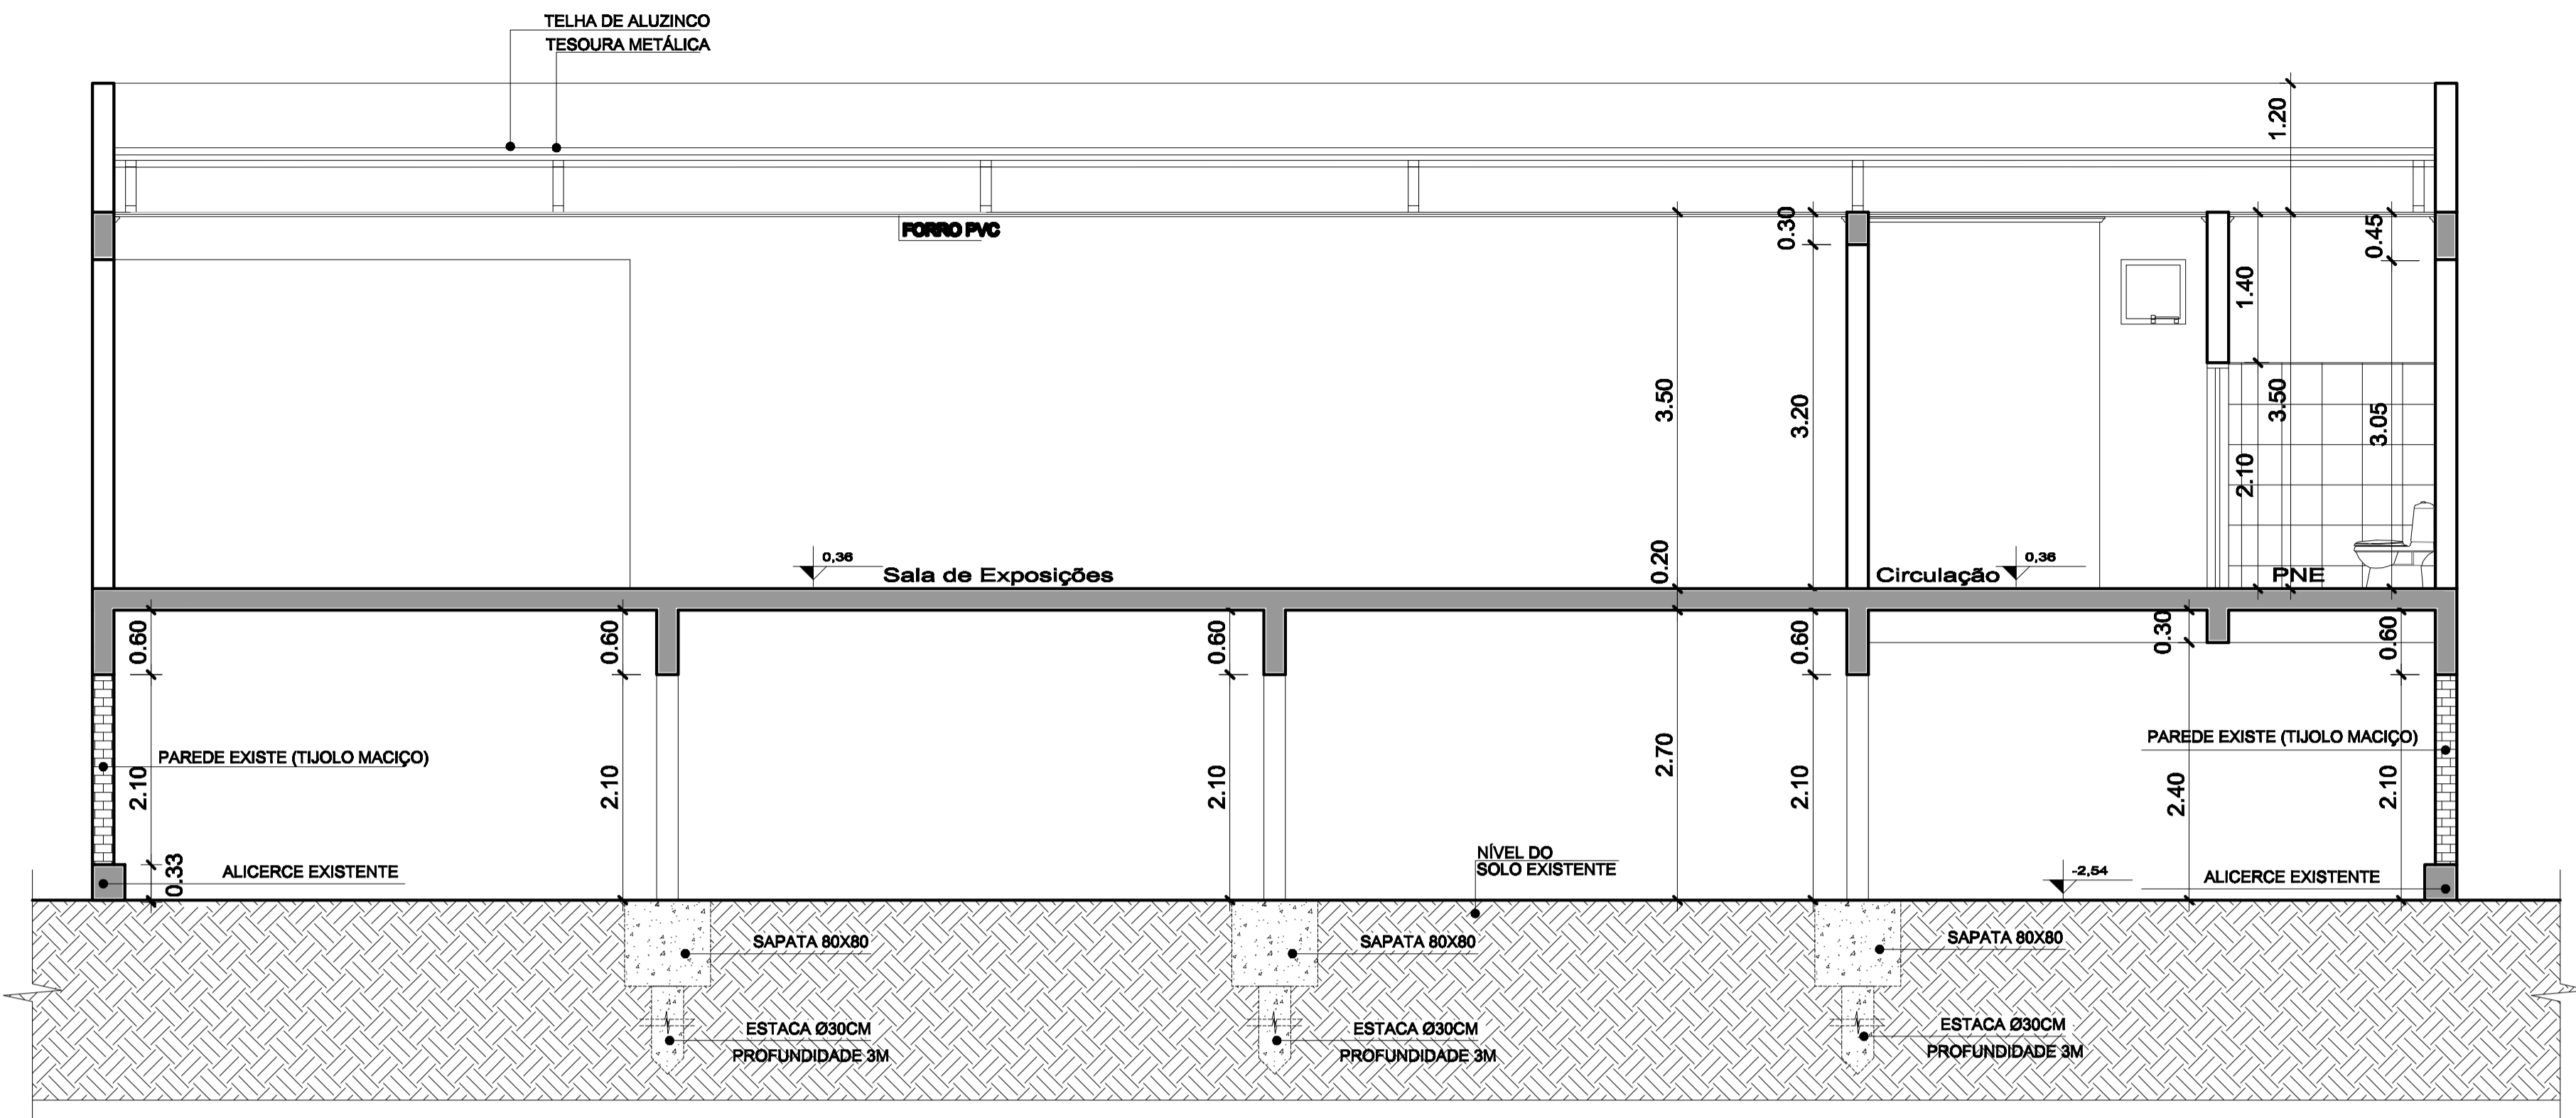 TELHA DE ALUZINCO
TESOURA METÁLICA
1.20
FORRO PVC
0.30
0.45
1.40
3.50
3.20
3.50
3.05
2.10
0.20
0,36
Sala de Exposições
Circulação
0,36
PNE
0.60
0.60
0.60
0.60
0.30
0.60
PAREDE EXISTE (TIJOLO MACIÇO)
PAREDE EXISTE (TIJOLO MACIÇO)
2.10
2.10
2.10
2.70
2.10
2.40
2.10
0.33
ALICERCE EXISTENTE
NÍVEL DO
SOLO EXISTENTE
-2,54
ALICERCE EXISTENTE
SAPATA 80X80
SAPATA 80X80
SAPATA 80X80
ESTACA Ø30CM
PROFUNDIDADE 3M
ESTACA Ø30CM
PROFUNDIDADE 3M
ESTACA Ø30CM
PROFUNDIDADE 3M